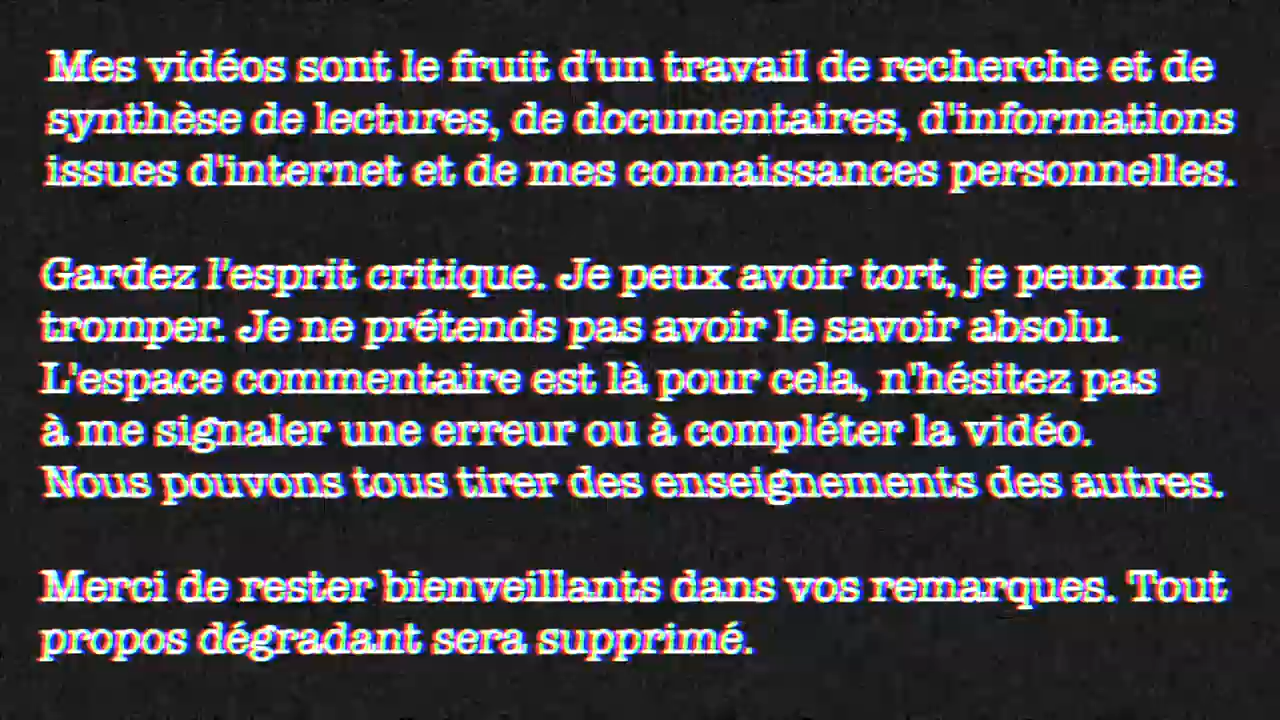 Mes vidéos sont le fruit d'un travail de recherche et de
synthèse de lectures, de documentaires, d'informations
issues d'internet et de mes connaissances personnelles.
Gardez l'esprit critique. Je peux avoir tort, je peux me
tromper. Je ne prétends pas avoir le savoir absolu.
L'espace commentaire est là pour cela, n'hésitez pas
à me signaler une erreur ou à compléter la vidéo.
Nous pouvons tous tirer des enseignements des autres.
Merci de rester bienveillants dans vos remarques. Tout
propos dégradant sera supprimé.